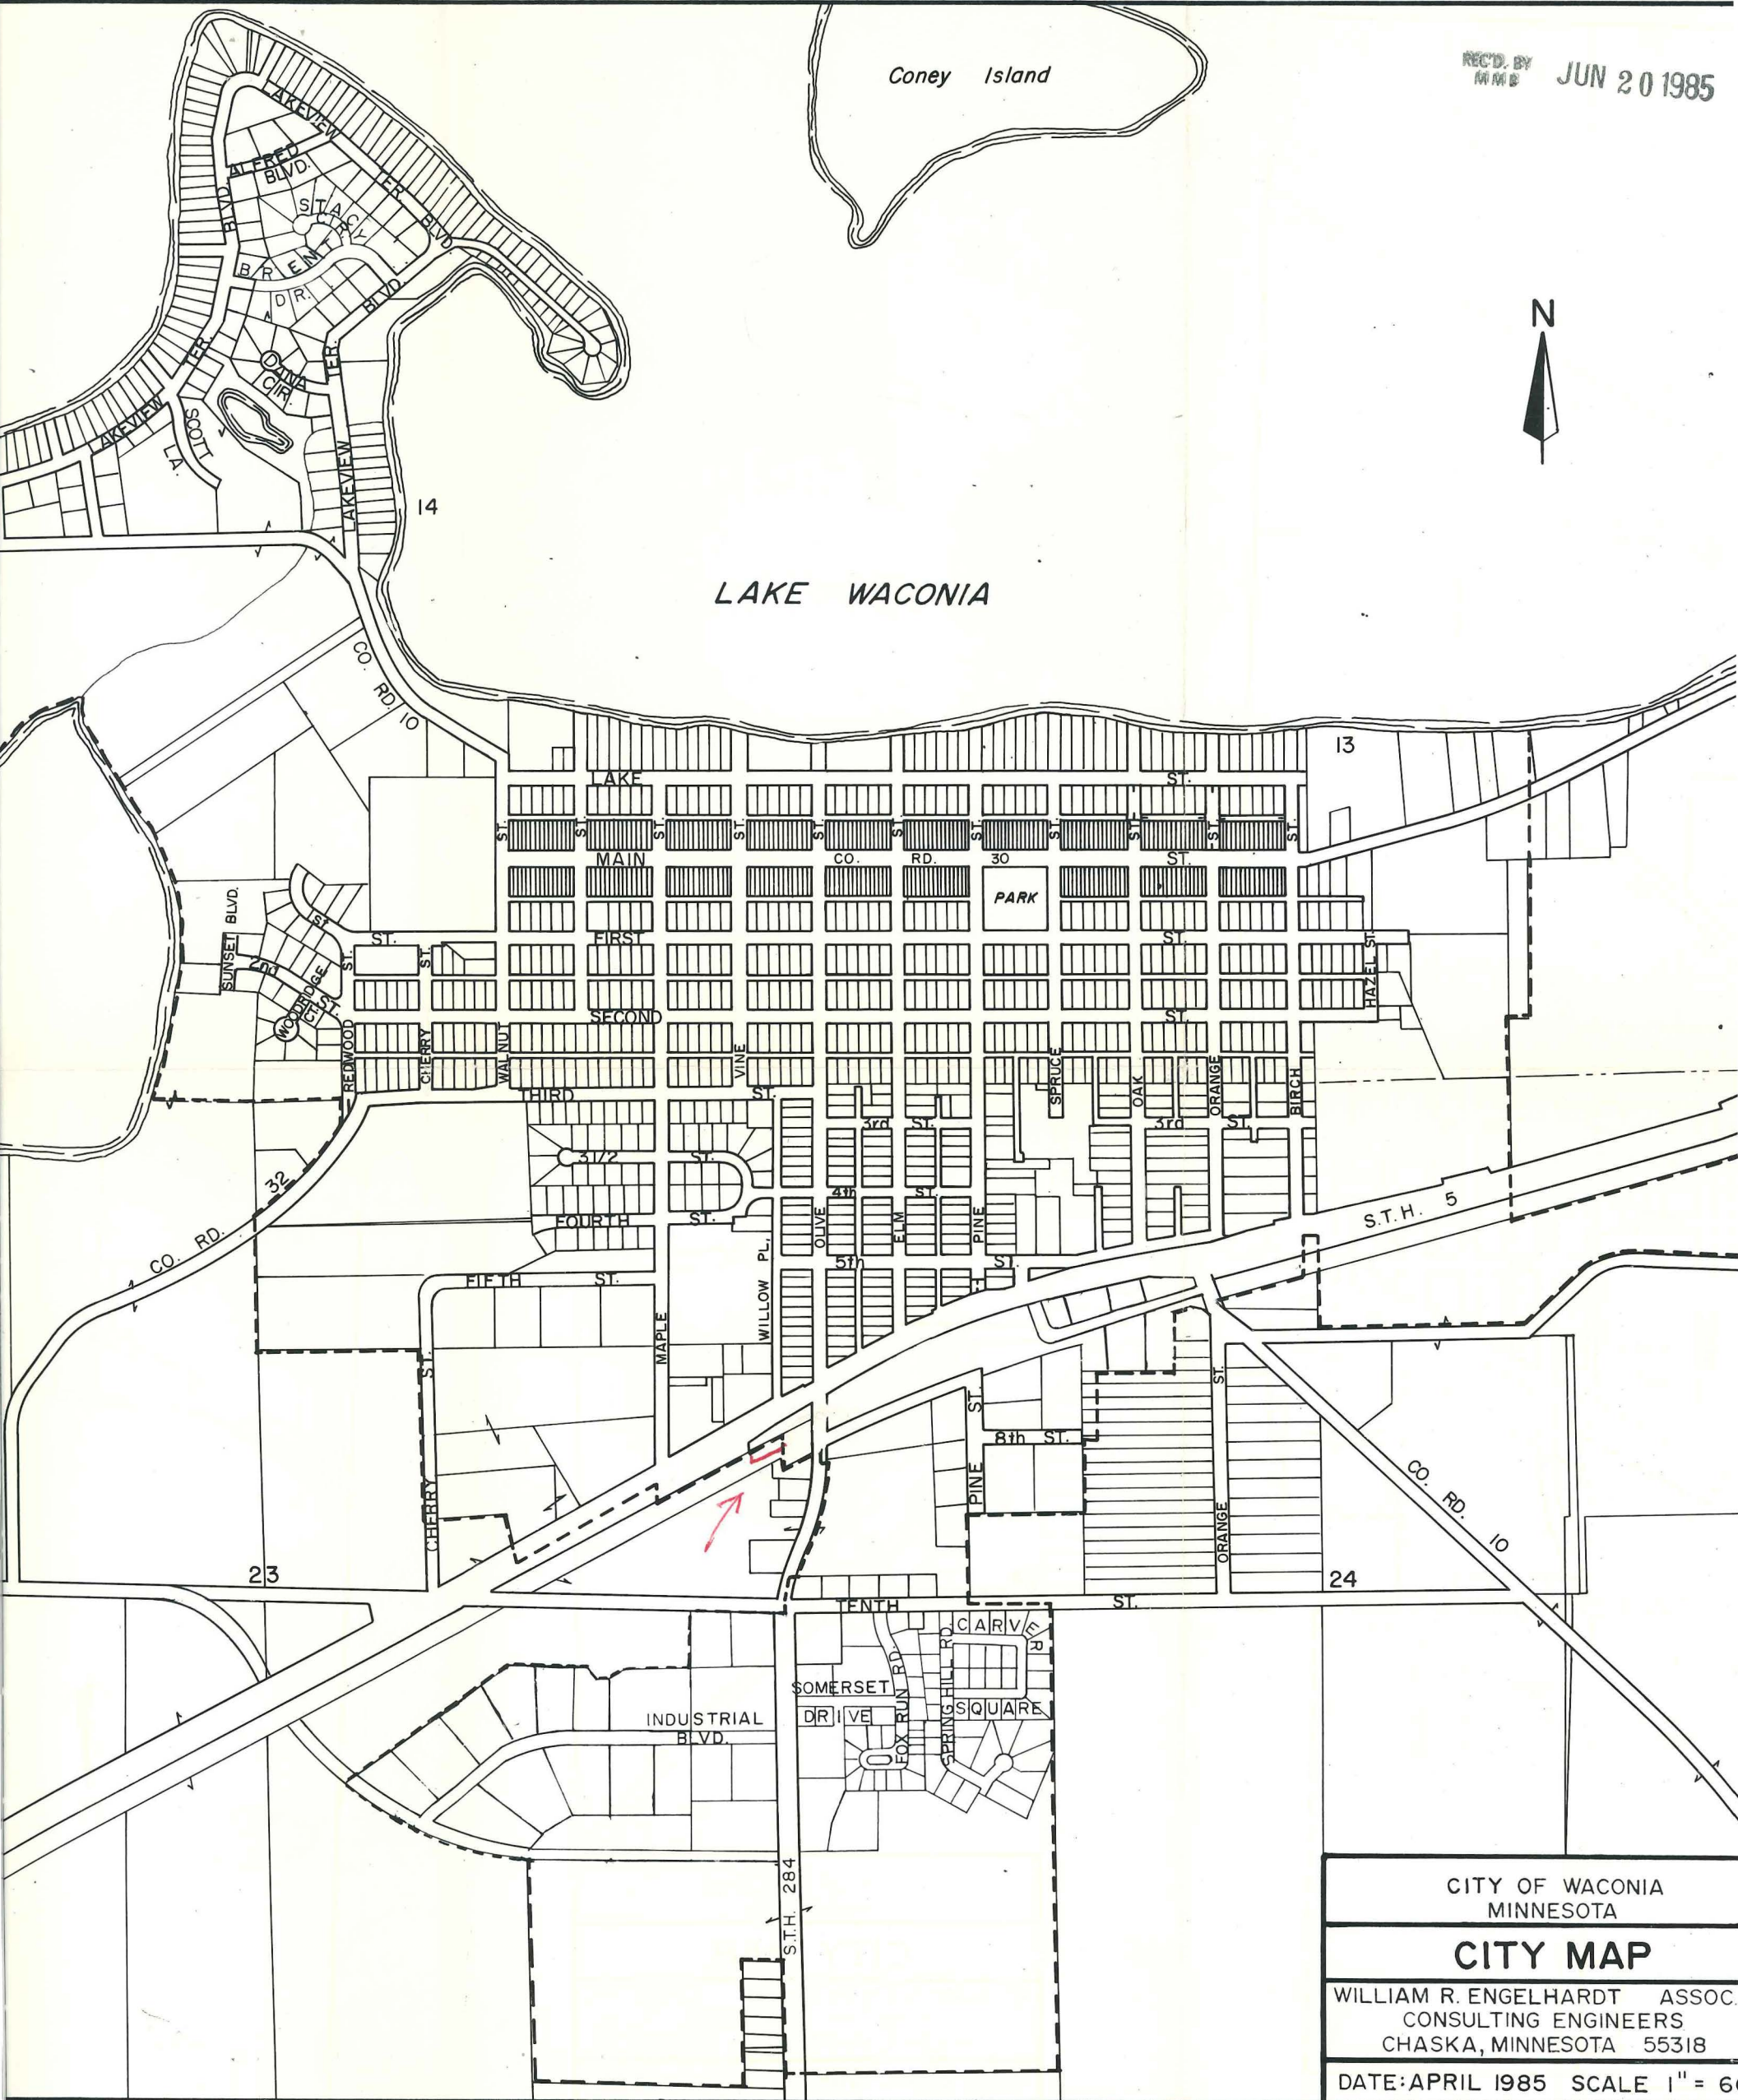 Coney Island
REC'D. BY
MMB
JUN 20 1985
LAKEVIEW
TER.
BLVD.
ALFRED
BLVD.
BLVD.
STACY
CIR.
BRENT
DR.
BLVD.
TER.
DANA
CIR.
TER.
LAKEVIEW
SCOTT
LA.
LAKEVIEW
N
14
LAKE WACONIA
CO. RD. 10
13
LAKE ST.
ST. ST. ST. ST. ST. ST. ST. ST. ST. ST. ST.
MAIN CO. RD. 30 ST.
PARK
SUNSET BLVD.
st
ST. FIRST ST.
ST. ST.
HAZEL ST.
2nd ST.
WOODRIDGE
CT.
SECOND ST.
REDWOOD
CHERRY
WALNUT
VINE
SPRUCE
OAK
ORANGE
BIRCH
THIRD ST.
3rd ST. 3rd ST.
3 1/2 ST.
4th ST.
32
FOURTH ST.
CO. RD.
WILLOW PL.
OLIVE
ELM
PINE
S.T.H. 5
5th ST.
FIFTH ST.
MAPLE
ST.
ST.
ST.
8th ST.
CHERRY
PINE
ORANGE
CO. RD. 10
23
24
TENTH ST.
CARVER
SQUARE
SOMERSET
DRIVE
FOX RUN RD.
SPRING HILL RD.
INDUSTRIAL
BLVD.
S.T.H. 284
CITY OF WACONIA
MINNESOTA
CITY MAP
WILLIAM R. ENGELHARDT ASSOC.
CONSULTING ENGINEERS
CHASKA, MINNESOTA 55318
DATE: APRIL 1985 SCALE 1" = 6